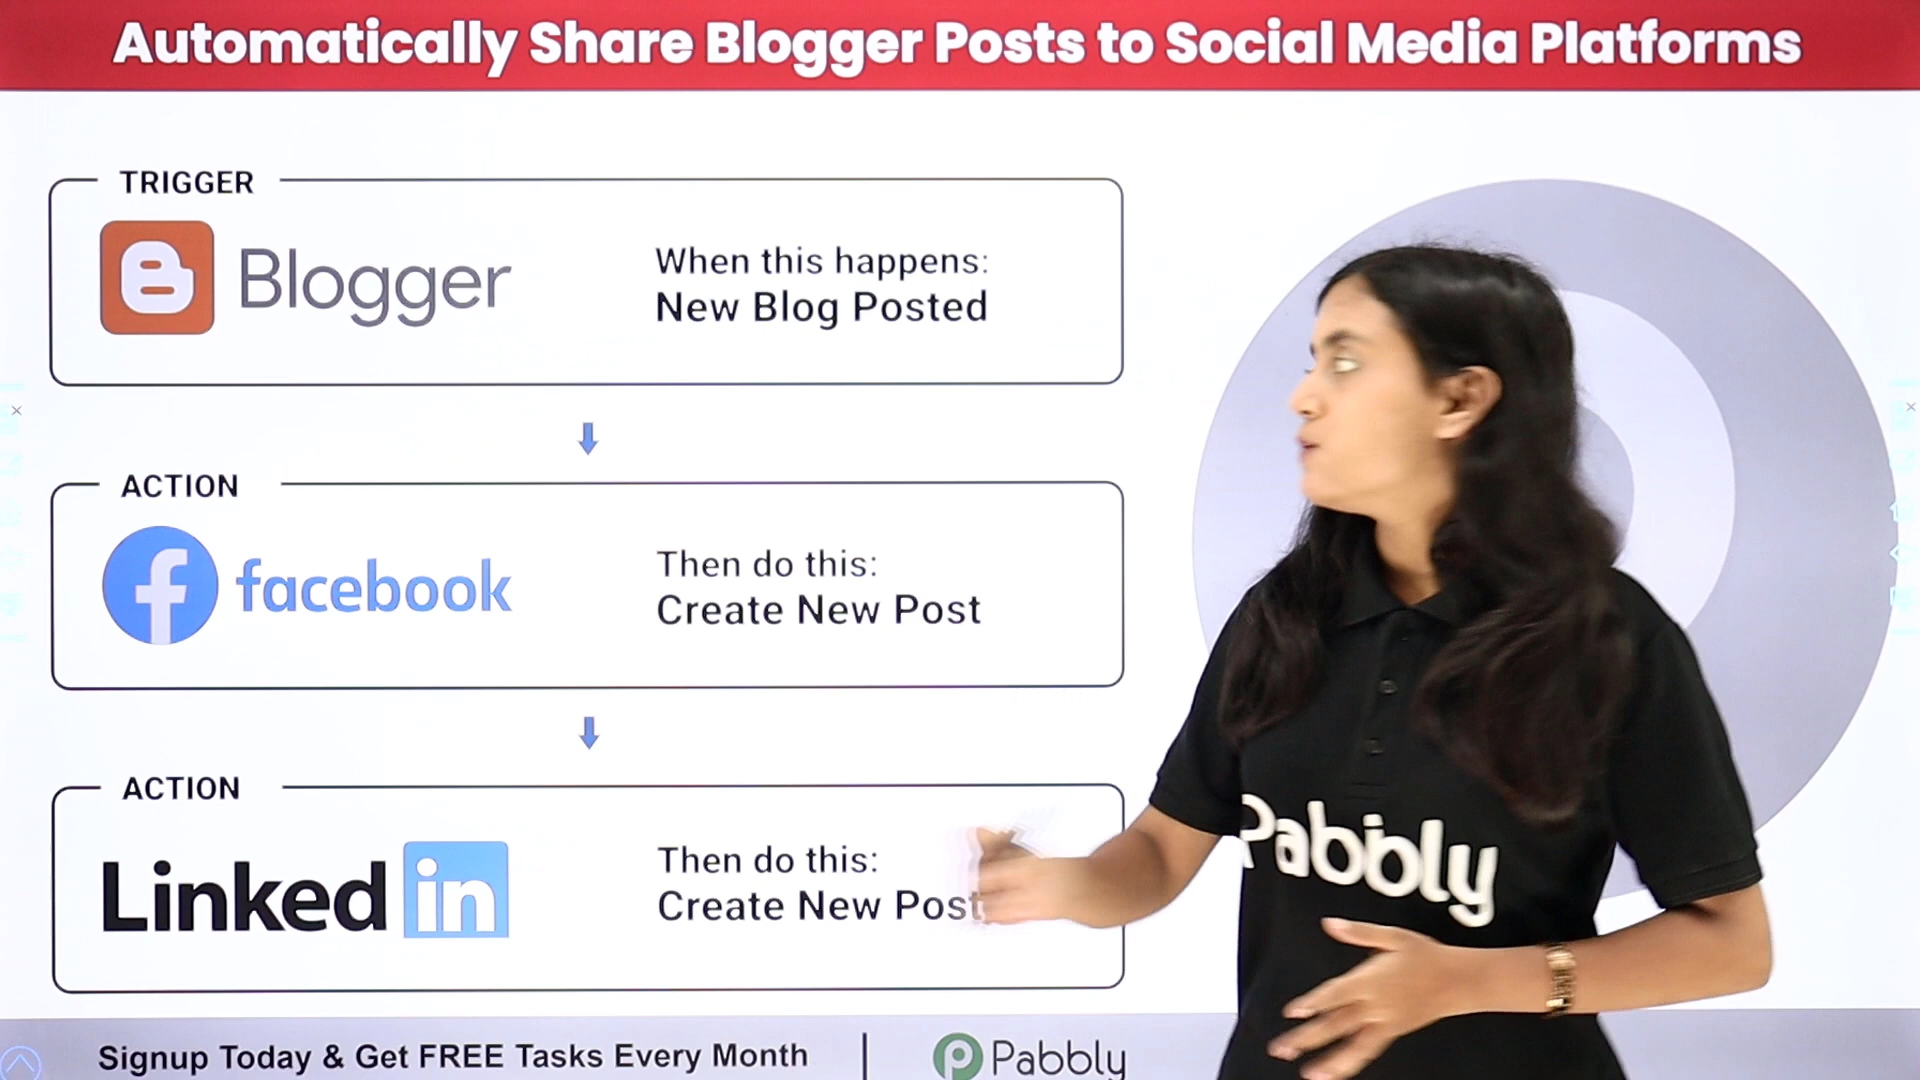 Automatically Share Blogger Posts to Social Media Platforms
TRIGGER
Blogger
When this happens:
New Blog Posted
ACTION
facebook
Then do this:
Create New Post
ACTION
Linked in
Then do this:
Create New Post
Pabbly
Signup Today & Get FREE Tasks Every Month
Pabbly